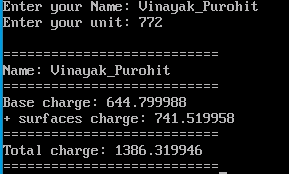 Enter your Name: Vinayak_Purohit
Enter your unit: 772
===========================
Name: Vinayak_Purohit
===========================
Base charge: 644.799988
+ surfaces charge: 741.519958
===========================
Total charge: 1386.319946
===========================_